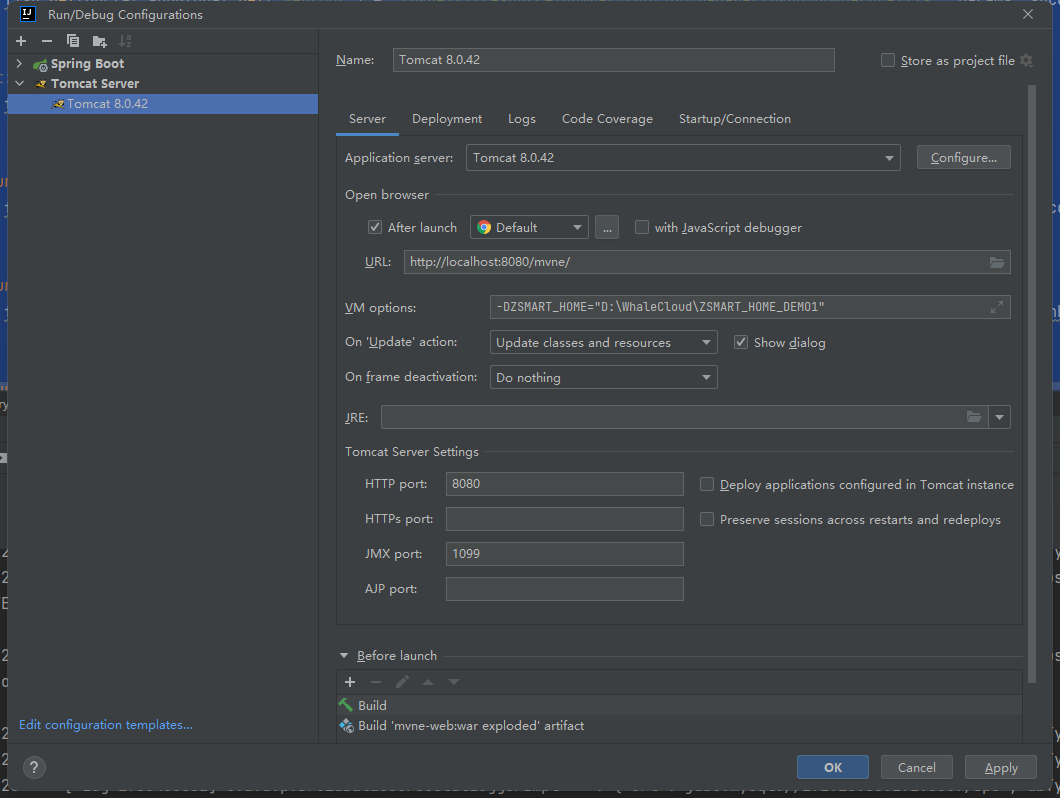 Run/Debug Configurations
Name: Tomcat 8.0.42
Store as project file
Spring Boot
Tomcat Server
Tomcat 8.0.42
Server Deployment Logs Code Coverage Startup/Connection
Application server: Tomcat 8.0.42 Configure...
Open browser
After launch Default ... with JavaScript debugger
URL: http://localhost:8080/mvne/
VM options: -DZSMART_HOME="D:\WhaleCloud\ZSMART_HOME_DEMO1"
On 'Update' action: Update classes and resources Show dialog
On frame deactivation: Do nothing
JRE:
Tomcat Server Settings
HTTP port: 8080 Deploy applications configured in Tomcat instance
HTTPs port: Preserve sessions across restarts and redeploys
JMX port: 1099
AJP port:
Before launch
Build
Build 'mvne-web:war exploded' artifact
Edit configuration templates...
? OK Cancel Apply